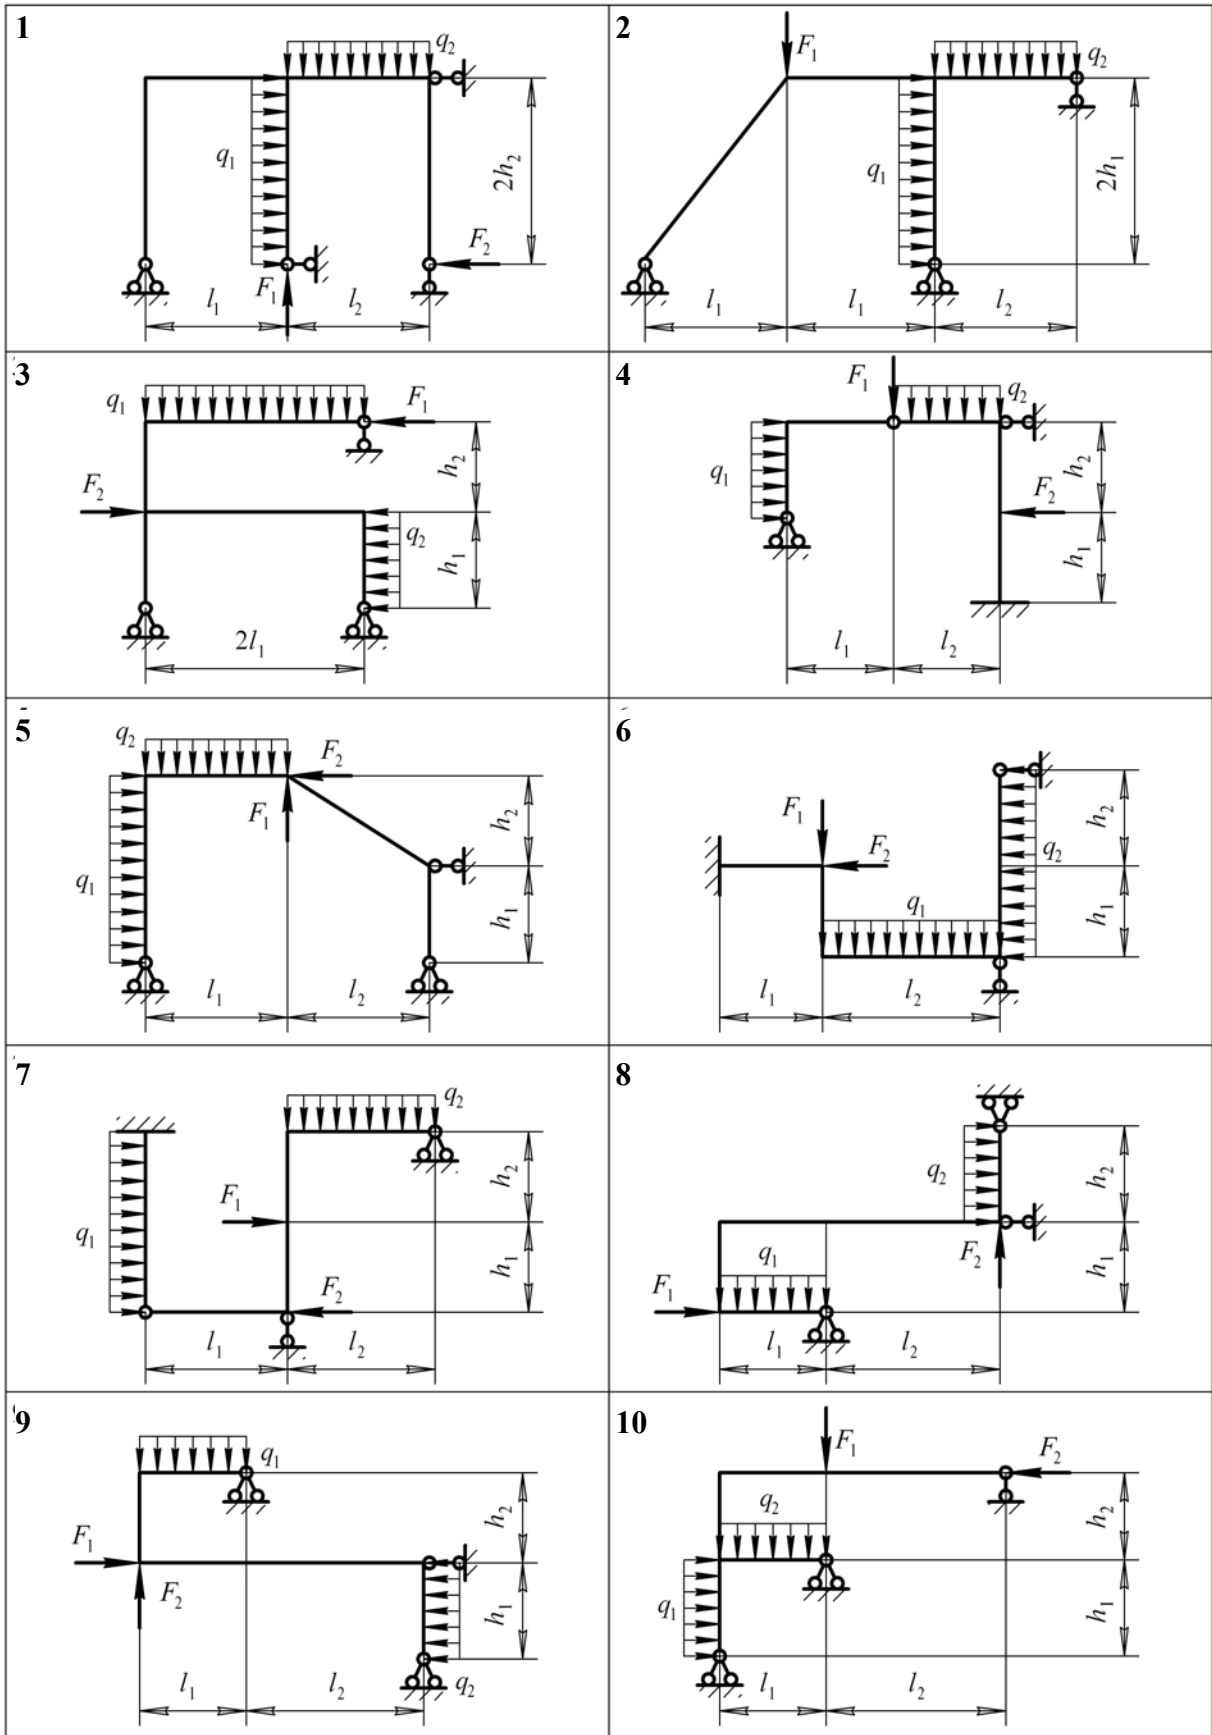 1
q₂
q₁
2h₂
F₂
F₁
l₁
l₂
2
F₁
q₂
q₁
2h₁
l₁
l₁
l₂
3
q₁
F₁
h₂
F₂
q₂
h₁
2l₁
4
F₁
q₂
q₁
h₂
F₂
h₁
l₁
l₂
5
q₂
F₂
F₁
h₂
q₁
h₁
l₁
l₂
6
F₁
h₂
F₂
q₂
q₁
h₁
l₁
l₂
7
q₂
h₂
F₁
q₁
h₁
F₂
l₁
l₂
8
q₂
h₂
F₂
q₁
h₁
F₁
l₁
l₂
9
q₁
h₂
F₁
F₂
h₁
l₁
l₂
q₂
10
F₁
F₂
q₂
h₂
q₁
h₁
l₁
l₂